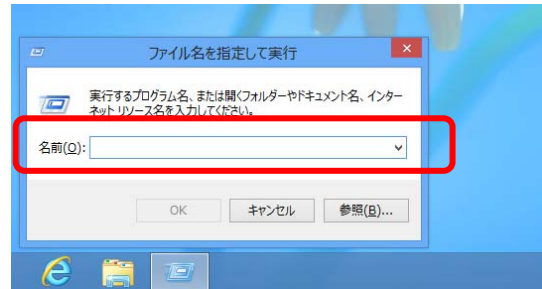 ファイル名を指定して実行
実行するプログラム名、または開くフォルダーやドキュメント名、インター
ネット リソース名を入力してください。
名前(O):
OK キャンセル 参照(B)...